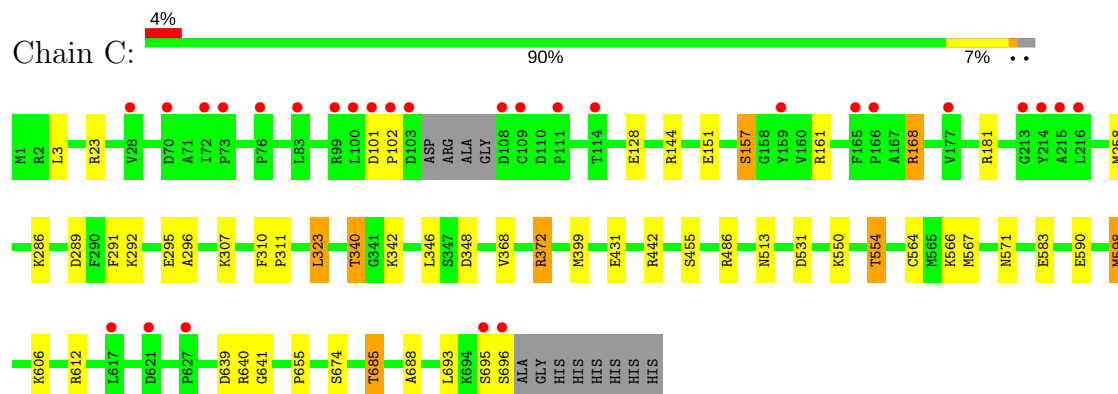 4%
Chain C:
90% 7% • •
M1 R2 L3 R23 V28 D70 A71 I72 P73 P76 L83 R99 L100 D101 P102 D103 ASP ARG ALA GLY D108 C109 D110 P111 T114 E128 R144 E151 S157 G158 Y159 V160 R161 F165 P166 A167 R168 V177 R181 G213 Y214 A215 L216
K286 D289 F290 F291 K292 E295 A296 K307 F310 P311 L323 T340 G341 K342 L346 S347 D348 V368 R372 M399 E431 R442 S455 R486 N513 D531 K550 T554 C564 M565 K566 M567 N571 E583 E590
K606 R612 L617 D621 P627 D639 R640 G641 P655 S674 T685 A688 L693 K694 S695 S696 ALA GLY HIS HIS HIS HIS HIS HIS